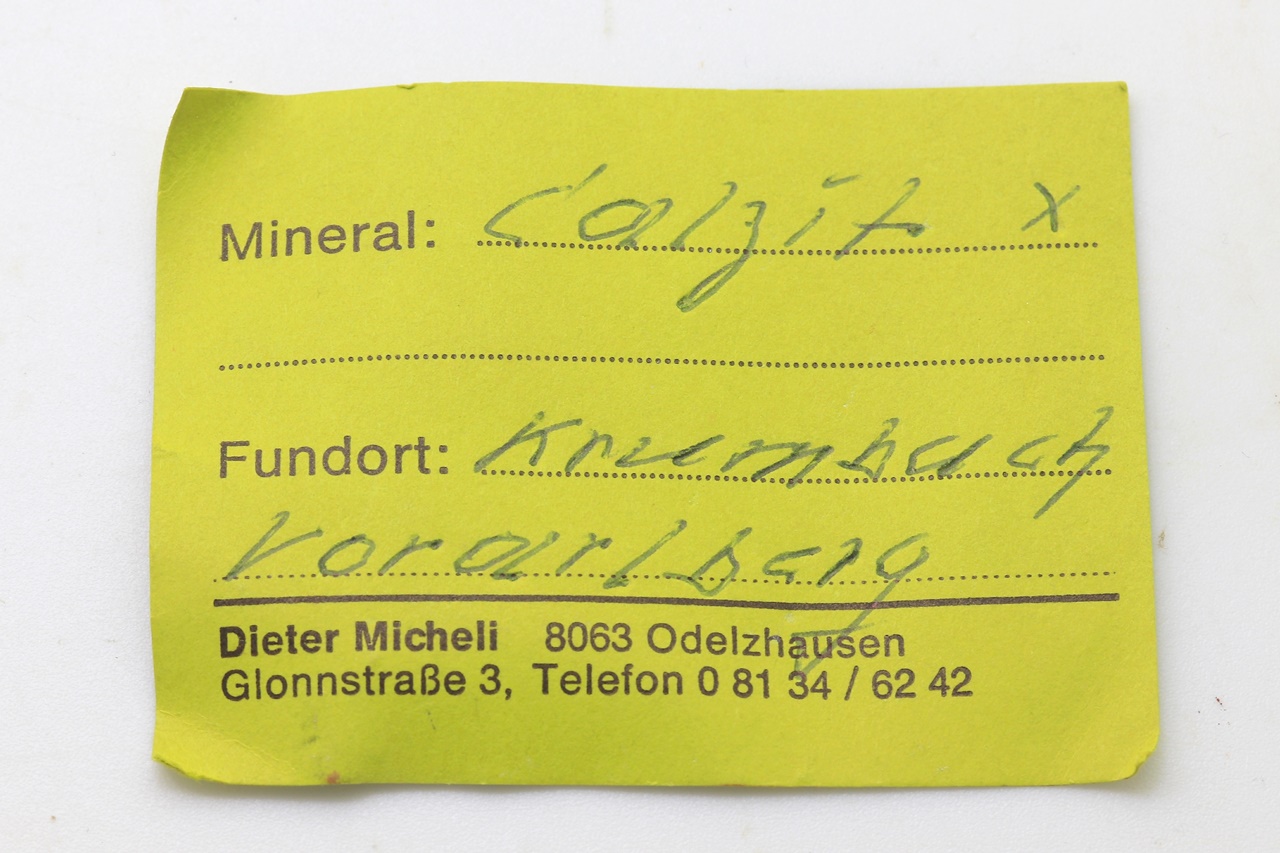 Mineral: Calzit x
Fundort: Krumbach
Vorarlberg
Dieter Micheli 8063 Odelzhausen
Glonnstraße 3, Telefon 0 81 34 / 62 42